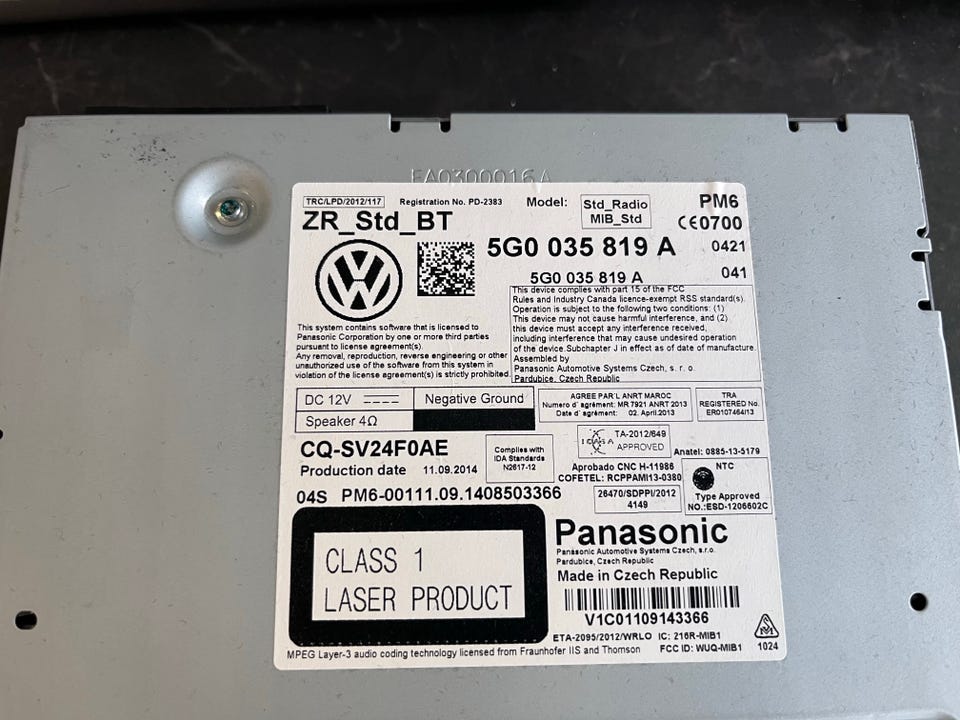 EA0300016A
TRC/LPD/2012/117 Registration No. PD-2383 Model: Std_Radio MIB_Std PM6
ZR_Std_BT
CE0700
5G0 035 819 A 0421
5G0 035 819 A 041
This device complies with part 15 of the FCC
Rules and Industry Canada licence-exempt RSS standard(s).
Operation is subject to the following two conditions: (1)
This device may not cause harmful interference, and (2)
this device must accept any interference received,
including interference that may cause undesired operation
of the device.Subchapter J in effect as of date of manufacture.
Assembled by
Panasonic Automotive Systems Czech, s. r. o.
Pardubice, Czech Republic
This system contains software that is licensed to
Panasonic Corporation by one or more third parties
pursuant to license agreement(s).
Any removal, reproduction, reverse engineering or other
unauthorized use of the software from this system in
violation of the license agreement(s) is strictly prohibited.
DC 12V Negative Ground
Speaker 4Ω
AGREE PAR'L ANRT MAROC
Numero d'agrément: MR 7921 ANRT 2013
Date d'agrément: 02. April.2013
TRA
REGISTERED No.
ER0107464/13
CQ-SV24F0AE
Production date 11.09.2014
Complies with
IDA Standards
N2617-12
ICASA
TA-2012/649
APPROVED
Anatel: 0885-13-5179
Aprobado CNC H-11986
COFETEL: RCPPAMI13-0380
NTC
Type Approved
NO.:ESD-1206602C
04S PM6-00111.09.1408503366
26470/SDPPI/2012
4149
CLASS 1
LASER PRODUCT
Panasonic
Panasonic Automotive Systems Czech, s.r.o.
Pardubice, Czech Republic
Made in Czech Republic
V1C01109143366
ETA-2095/2012/WRLO IC: 216R-MIB1
MPEG Layer-3 audio coding technology licensed from Fraunhofer IIS and Thomson FCC ID: WUQ-MIB1 1024